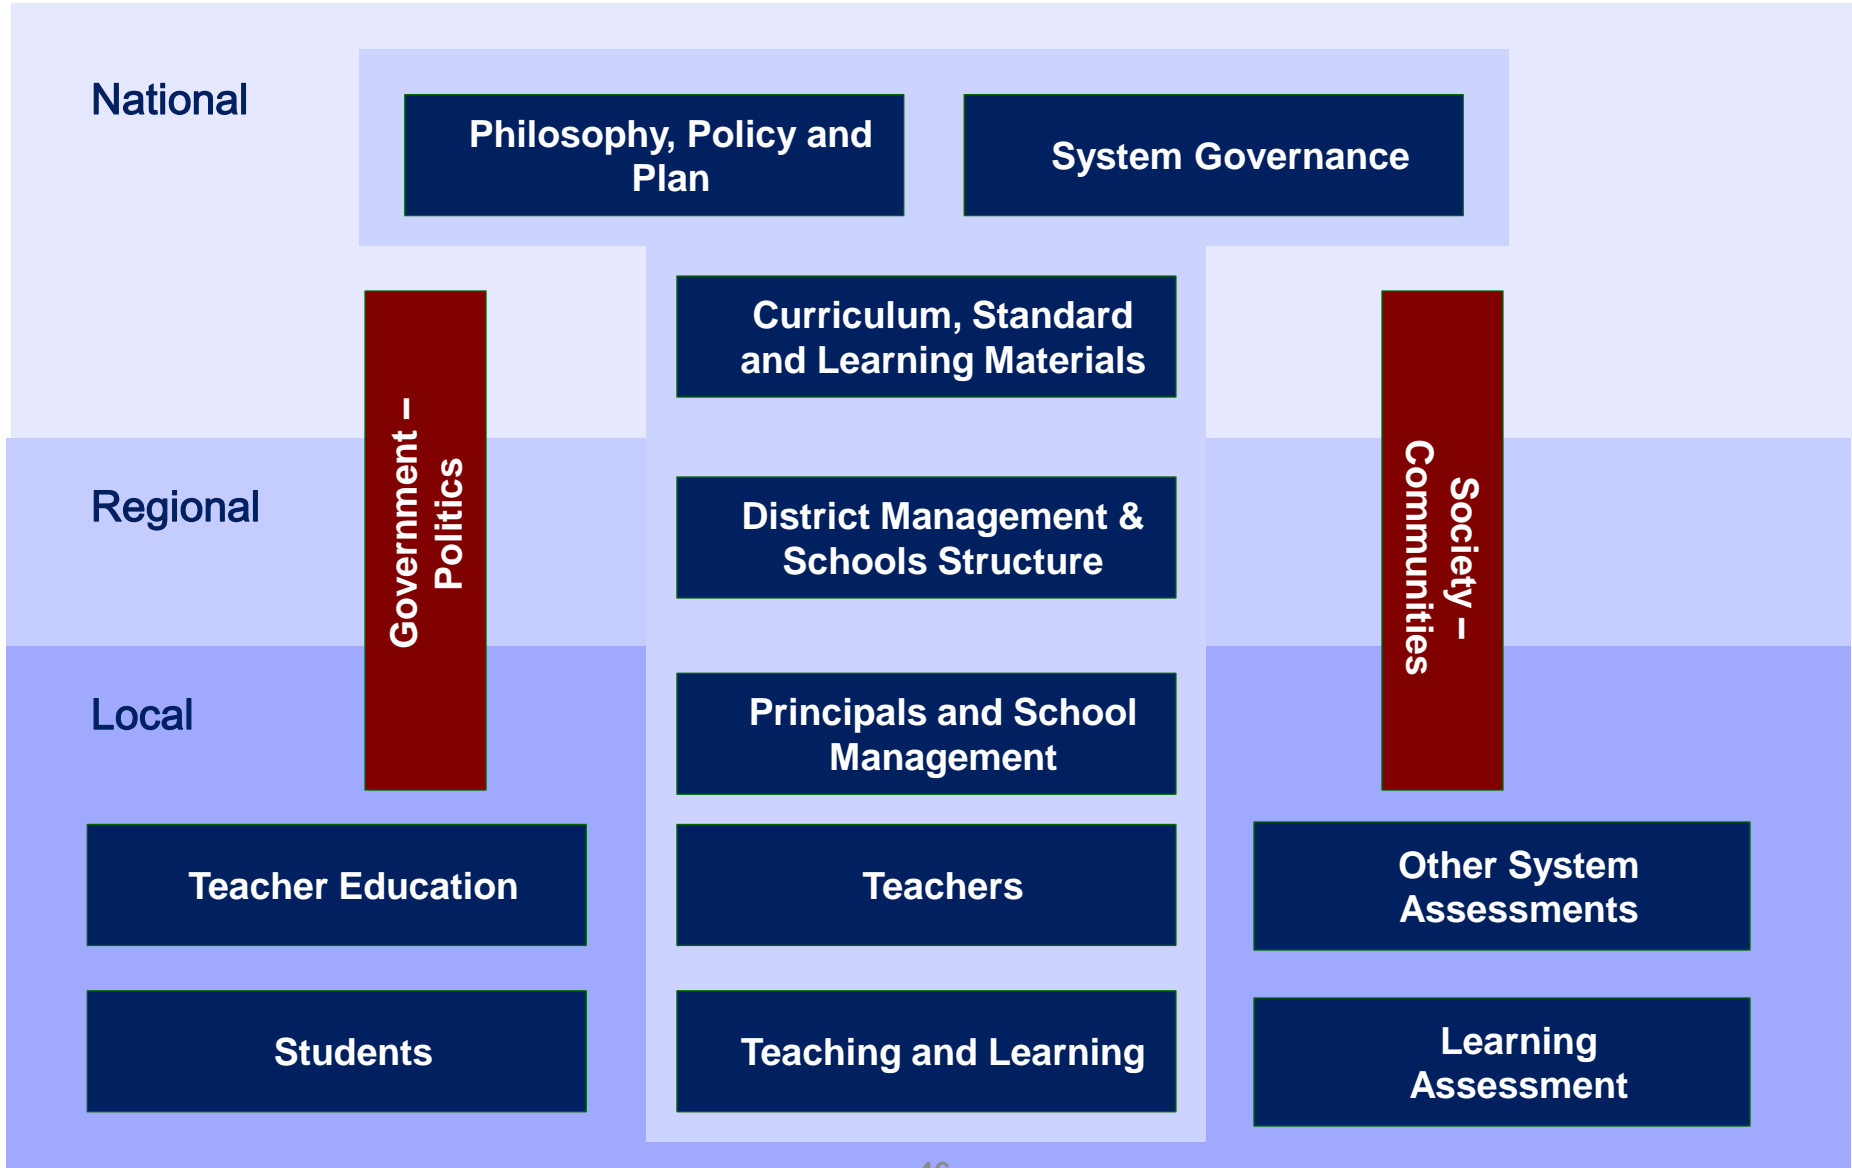 National
Philosophy, Policy and
Plan
System Governance
Curriculum, Standard
and Learning Materials
Government –
Politics
Society –
Communities
Regional
District Management &
Schools Structure
Local
Principals and School
Management
Teacher Education
Teachers
Other System
Assessments
Students
Teaching and Learning
Learning
Assessment